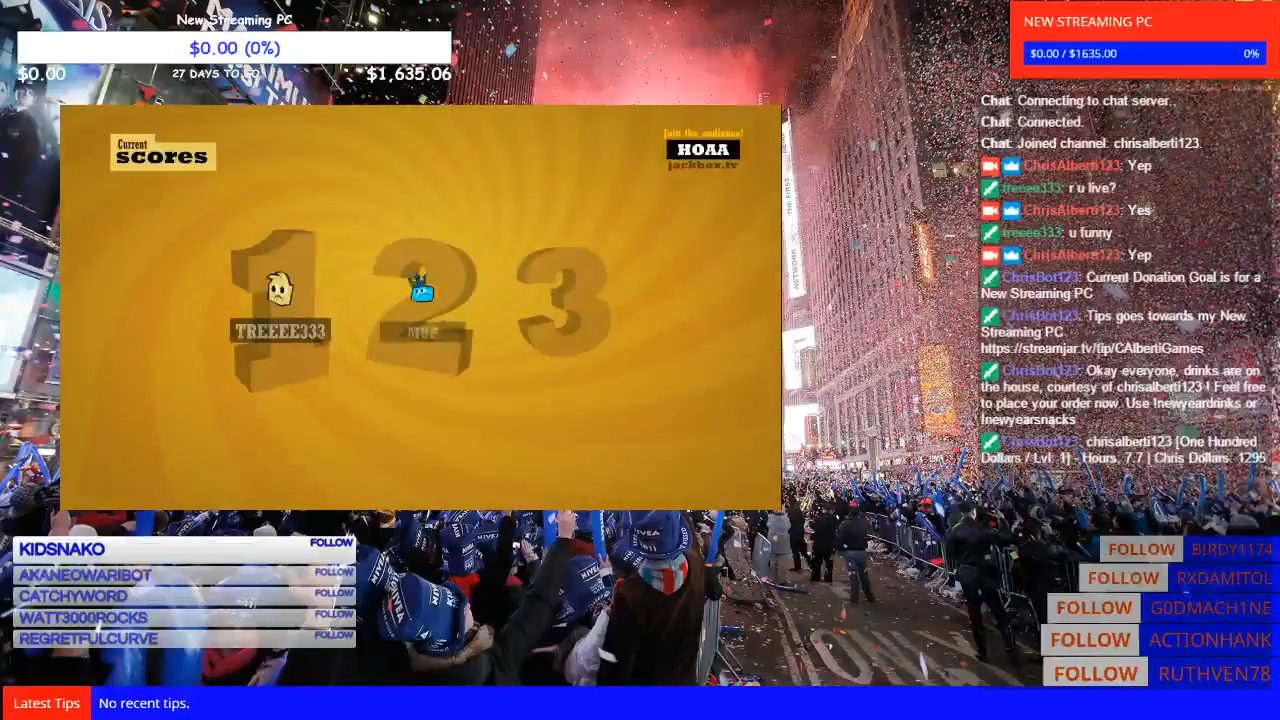 New Streaming PC
$0.00 (0%)
$0.00
27 DAYS TO GO
$1,635.06
NEW STREAMING PC
$0.00 / $1635.00
0%
Current
scores
Join the audience!
HOAA
jackbox.tv
1 2 3
TREEEE333
Chat: Connecting to chat server..
Chat: Connected.
Chat: Joined channel: chrisalberti123.
ChrisAlberti123: Yep
treeee333: r u live?
ChrisAlberti123: Yes
treeee333: u funny
ChrisAlberti123: Yep
ChrisBot123: Current Donation Goal is for a
New Streaming PC
ChrisBot123: Tips goes towards my New
Streaming PC
https://streamjar.tv/tip/CAlbertiGames
ChrisBot123: Okay everyone, drinks are on
the house, courtesy of chrisalberti123 ! Feel free
to place your order now. Use !newyeardrinks or
!newyearsnacks
ChrisBot123: chrisalberti123 [One Hundred
Dollars / Lvl. 1] - Hours: 7.7 | Chris Dollars: 1295
KIDSNAKO FOLLOW
AKANEOWARIBOT FOLLOW
CATCHYWORD FOLLOW
WATT3000ROCKS FOLLOW
REGRETFULCURVE FOLLOW
FOLLOW BIRDY1174
FOLLOW RXDAMITOL
FOLLOW G0DMACH1NE
FOLLOW ACTIONHANK
FOLLOW RUTHVEN78
NIVEA
NIVEA
NIVEA
Latest Tips
No recent tips.